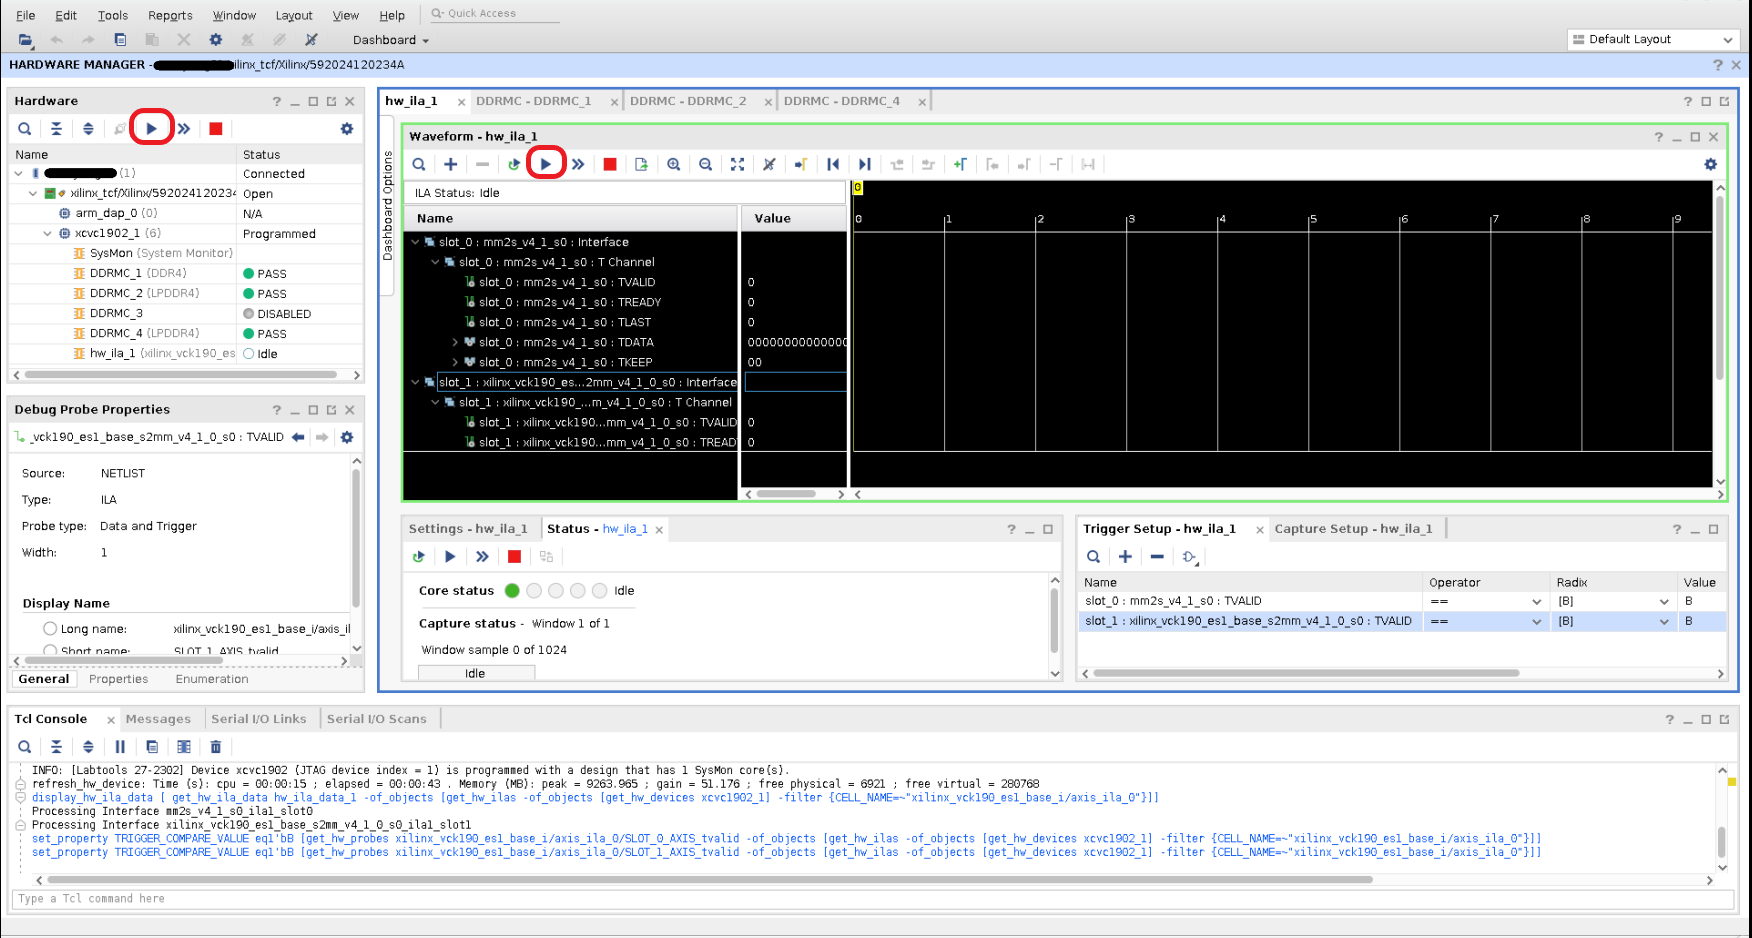 File Edit Tools Reports Window Layout View Help Quick Access
Dashboard
Default Layout
HARDWARE MANAGER - ilinx_tcf/Xilinx/592024120234A
Hardware
Name Status
(1) Connected
xilinx_tcf/Xilinx/59202412023 Open
arm_dap_0 (0) N/A
xcvc1902_1 (6) Programmed
SysMon (System Monitor)
DDRMC_1 (DDR4) PASS
DDRMC_2 (LPDDR4) PASS
DDRMC_3 DISABLED
DDRMC_4 (LPDDR4) PASS
hw_ila_1 (xilinx_vck190_es Idle
Debug Probe Properties
_vck190_es1_base_s2mm_v4_1_0_s0 : TVALID
Source: NETLIST
Type: ILA
Probe type: Data and Trigger
Width: 1
Display Name
Long name: xilinx_vck190_es1_base_i/axis_il
Short name: SLOT_1_AXIS_tvalid
General Properties Enumeration
hw_ila_1 DDRMC - DDRMC_1 DDRMC - DDRMC_2 DDRMC - DDRMC_4
Dashboard Options
Waveform - hw_ila_1
ILA Status: Idle
Name Value
0
0 1 2 3 4 5 6 7 8 9
slot_0 : mm2s_v4_1_s0 : Interface
slot_0 : mm2s_v4_1_s0 : T Channel
slot_0 : mm2s_v4_1_s0 : TVALID 0
slot_0 : mm2s_v4_1_s0 : TREADY 0
slot_0 : mm2s_v4_1_s0 : TLAST 0
slot_0 : mm2s_v4_1_s0 : TDATA 00000000000000
slot_0 : mm2s_v4_1_s0 : TKEEP 00
slot_1 : xilinx_vck190_es...2mm_v4_1_0_s0 : Interface
slot_1 : xilinx_vck190_...m_v4_1_0_s0 : T Channel
slot_1 : xilinx_vck190...mm_v4_1_0_s0 : TVALID 0
slot_1 : xilinx_vck190...mm_v4_1_0_s0 : TREAD 0
Settings - hw_ila_1 Status - hw_ila_1
Core status Idle
Capture status - Window 1 of 1
Window sample 0 of 1024
Idle
Trigger Setup - hw_ila_1 Capture Setup - hw_ila_1
Name Operator Radix Value
slot_0 : mm2s_v4_1_s0 : TVALID == [B] B
slot_1 : xilinx_vck190_es1_base_s2mm_v4_1_0_s0 : TVALID == [B] B
Tcl Console Messages Serial I/O Links Serial I/O Scans
INFO: [Labtools 27-2302] Device xcvc1902 (JTAG device index = 1) is programmed with a design that has 1 SysMon core(s).
refresh_hw_device: Time (s): cpu = 00:00:15 ; elapsed = 00:00:43 . Memory (MB): peak = 9263.965 ; gain = 51.176 ; free physical = 6921 ; free virtual = 280768
display_hw_ila_data [ get_hw_ila_data hw_ila_data_1 -of_objects [get_hw_ilas -of_objects [get_hw_devices xcvc1902_1] -filter {CELL_NAME=~"xilinx_vck190_es1_base_i/axis_ila_0"}]]
Processing Interface mm2s_v4_1_s0_ila1_slot0
Processing Interface xilinx_vck190_es1_base_s2mm_v4_1_0_s0_ila1_slot1
set_property TRIGGER_COMPARE_VALUE eq1'bB [get_hw_probes xilinx_vck190_es1_base_i/axis_ila_0/SLOT_0_AXIS_tvalid -of_objects [get_hw_ilas -of_objects [get_hw_devices xcvc1902_1] -filter {CELL_NAME=~"xilinx_vck190_es1_base_i/axis_ila_0"}]]
set_property TRIGGER_COMPARE_VALUE eq1'bB [get_hw_probes xilinx_vck190_es1_base_i/axis_ila_0/SLOT_1_AXIS_tvalid -of_objects [get_hw_ilas -of_objects [get_hw_devices xcvc1902_1] -filter {CELL_NAME=~"xilinx_vck190_es1_base_i/axis_ila_0"}]]
Type a Tcl command here